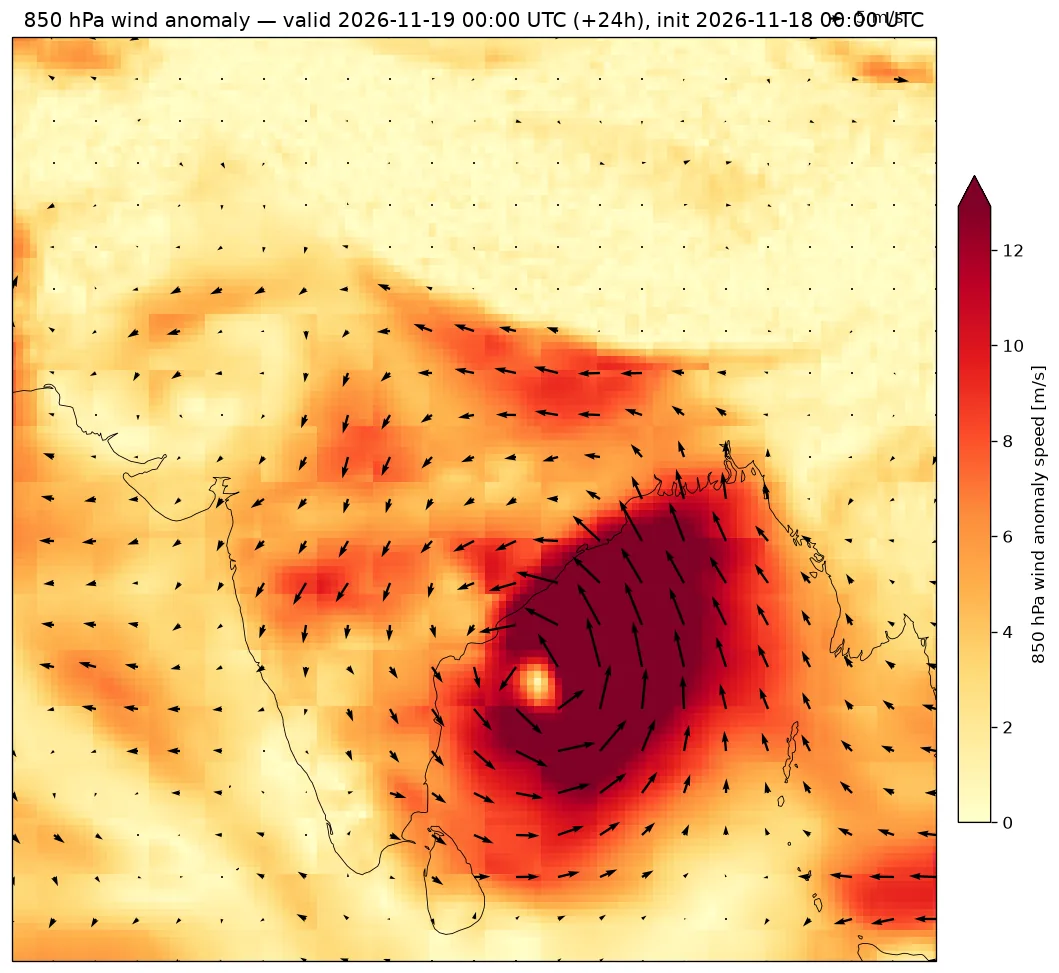 850 hPa wind anomaly — valid 2026-11-19 00:00 UTC (+24h), init 2026-11-18 00:00 UTC
5 m/s
12
10
8
6
4
2
0
850 hPa wind anomaly speed [m/s]